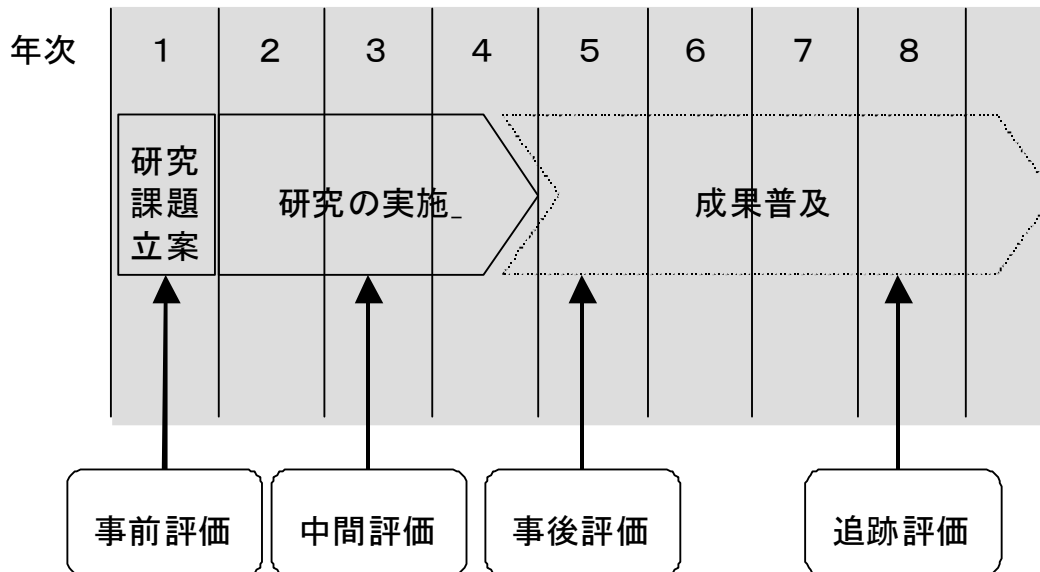 年次 1 2 3 4 5 6 7 8
研究
課題
立案
研究の実施_
成果普及
事前評価 中間評価 事後評価 追跡評価